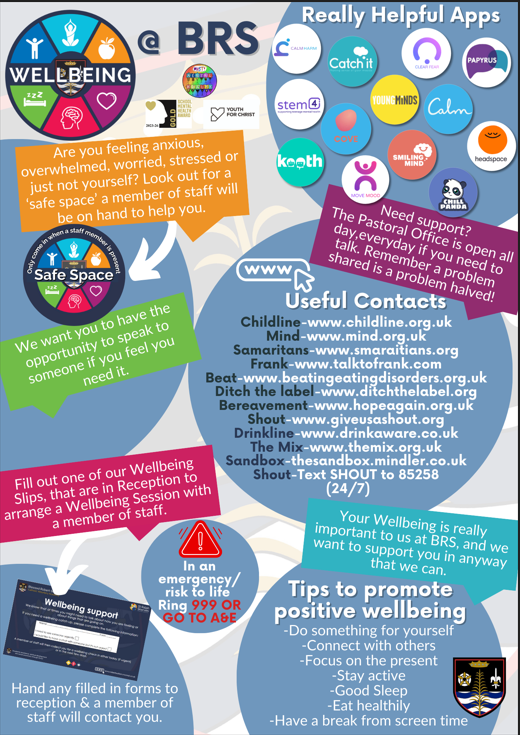 WELLBEING
@ BRS
Really Helpful Apps
CALM HARM
Catch it
CLEAR FEAR
PAPYRUS
stem4
YOUNGMINDS
Calm
kooth
SMILING MIND
headspace
MOVE MOOD
CHILL PANDA
YOUTH FOR CHRIST
GOLD
SCHOOL MENTAL HEALTH AWARD
Are you feeling anxious,
overwhelmed, worried, stressed or
just not yourself? Look out for a
'safe space' a member of staff will
be on hand to help you.
Only come in when a staff member is present
Safe Space
Need support?
The Pastoral Office is open all
day,everyday if you need to
talk. Remember a problem
shared is a problem halved!
We want you to have the
opportunity to speak to
someone if you feel you
need it.
WWW
Useful Contacts
Childline-www.childline.org.uk
Mind-www.mind.org.uk
Samaritans-www.smaraitians.org
Frank-www.talktofrank.com
Beat-www.beatingeatingdisorders.org.uk
Ditch the label-www.ditchthelabel.org
Bereavement-www.hopeagain.org.uk
Shout-www.giveusashout.org
Drinkline-www.drinkaware.co.uk
The Mix-www.themix.org.uk
Sandbox-thesandbox.mindler.co.uk
Shout-Text SHOUT to 85258
(24/7)
Fill out one of our Wellbeing
Slips, that are in Reception to
arrange a Wellbeing Session with
a member of staff.
In an
emergency/
risk to life
Ring 999 OR
GO TO A&E
Your Wellbeing is really
important to us at BRS, and we
want to support you in anyway
that we can.
Wellbeing support
Hand any filled in forms to
reception & a member of
staff will contact you.
Tips to promote
positive wellbeing
-Do something for yourself
-Connect with others
-Focus on the present
-Stay active
-Good Sleep
-Eat healthily
-Have a break from screen time